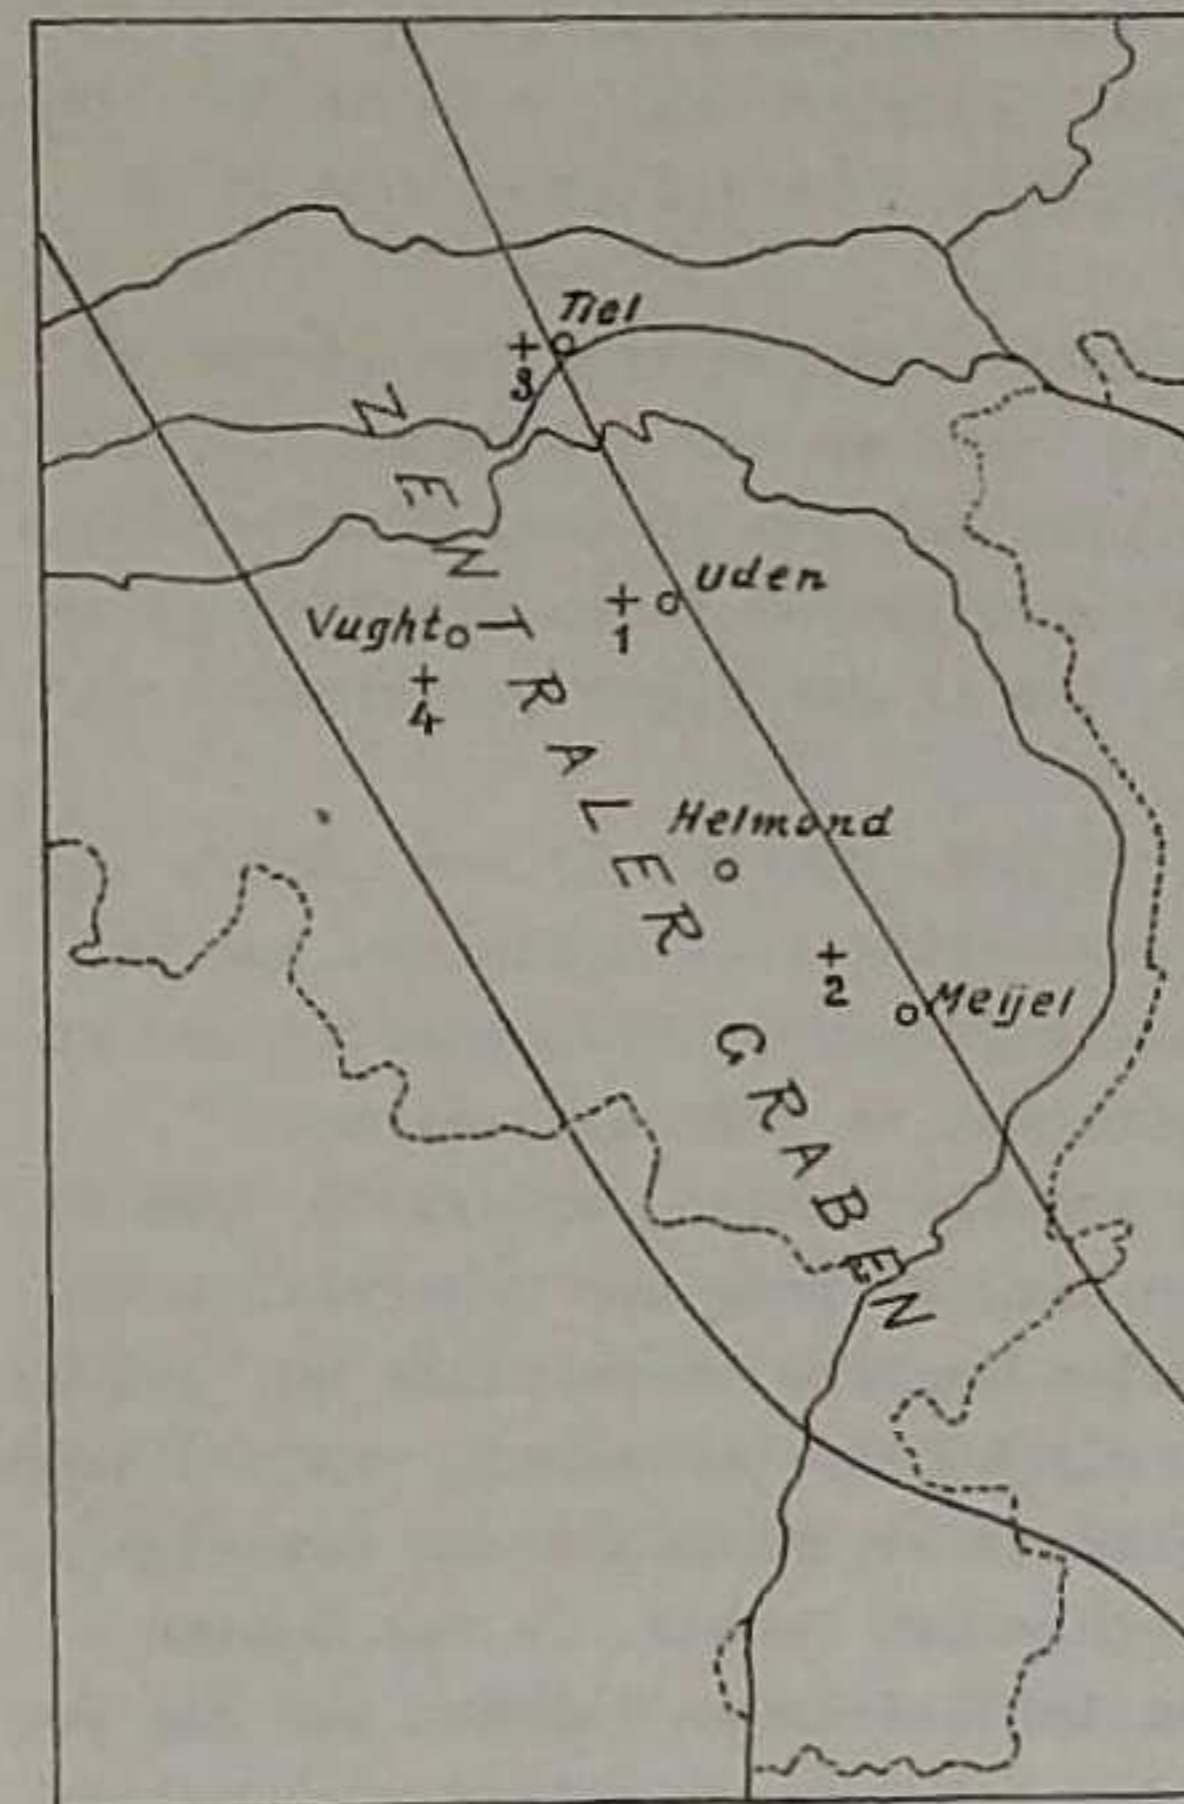 Tiel
+
3
ZENTRALER GRABEN
Uden
+
1
Vught
+
4
Helmond
+
2
Meijel